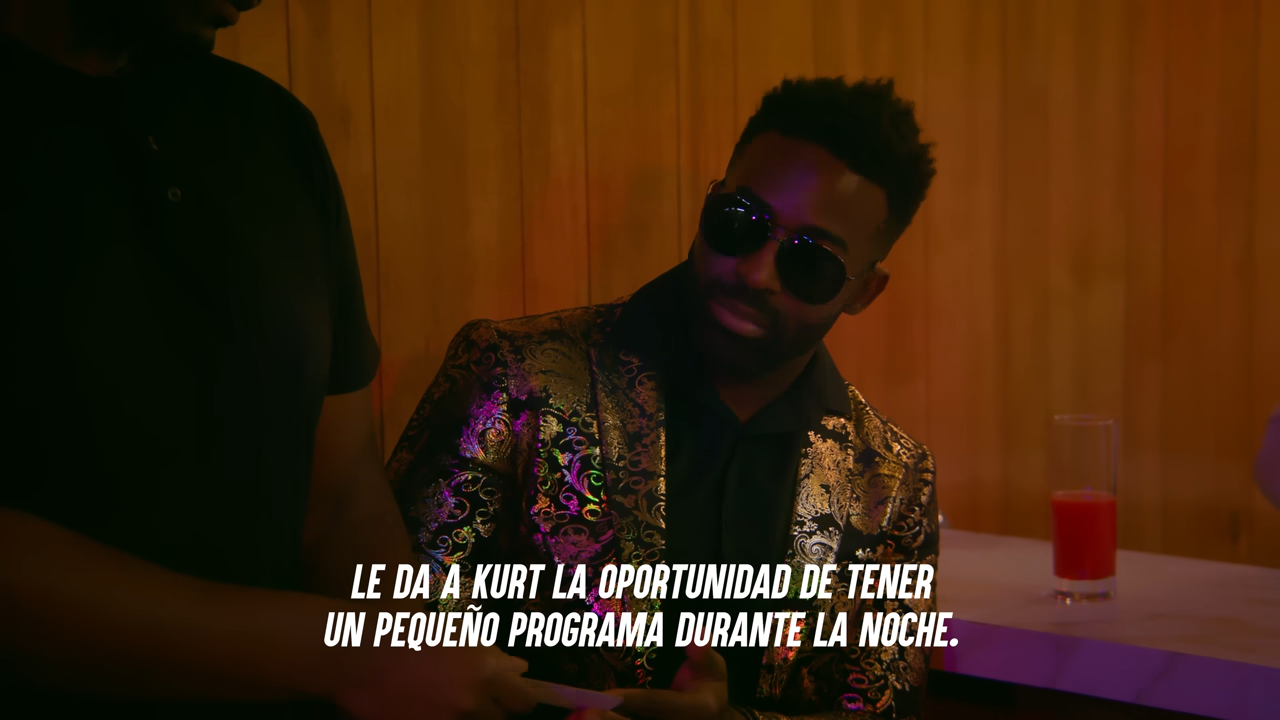 LE DA A KURT LA OPORTUNIDAD DE TENER
UN PEQUEÑO PROGRAMA DURANTE LA NOCHE.